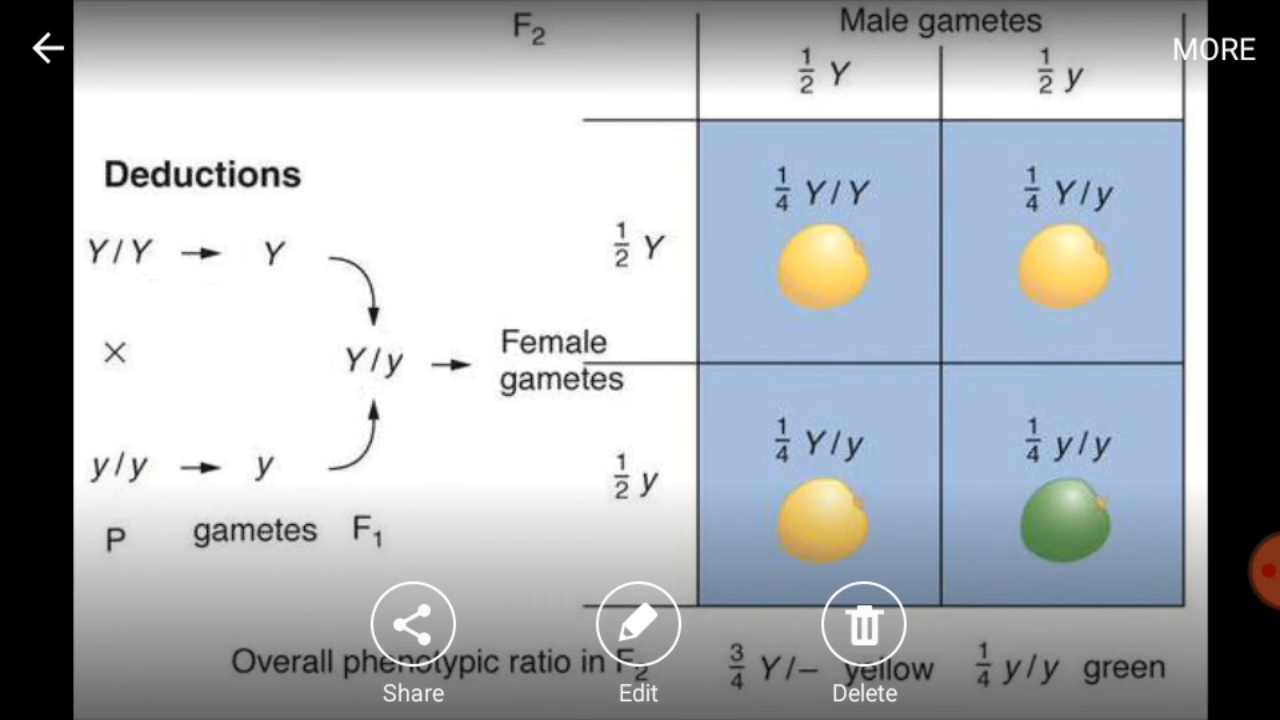 F2
Male gametes
MORE
1/2 Y
1/2 y
Deductions
Y/Y → Y
×
Y/y →
y/y → y
P
gametes
F1
Female
gametes
1/2 Y
1/4 Y/Y
1/4 Y/y
1/2 y
1/4 Y/y
1/4 y/y
Overall phenotypic ratio in F2
3/4 Y/– yellow
1/4 y/y green
Share
Edit
Delete